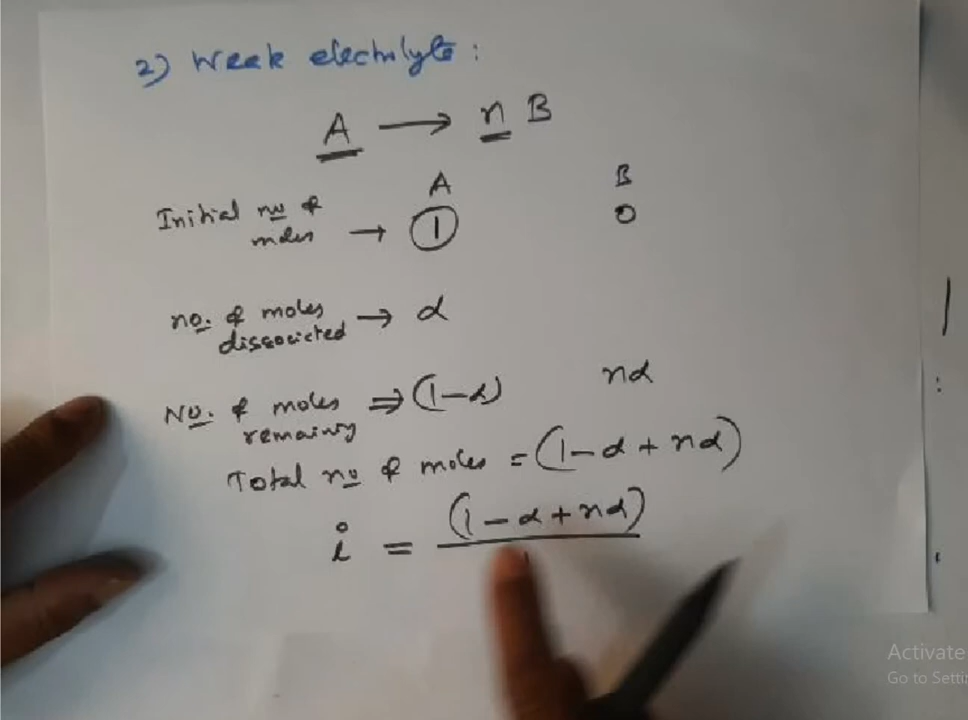 2) Weak electrolyte :
A → n B
A B
Initial no of moles → 1 0
no. of moles dissociated → α
No. of moles remaining ⇒ (1-α) nα
Total no of moles = (1-α + nα)
i = (1-α+nα)
Activate
Go to Settin